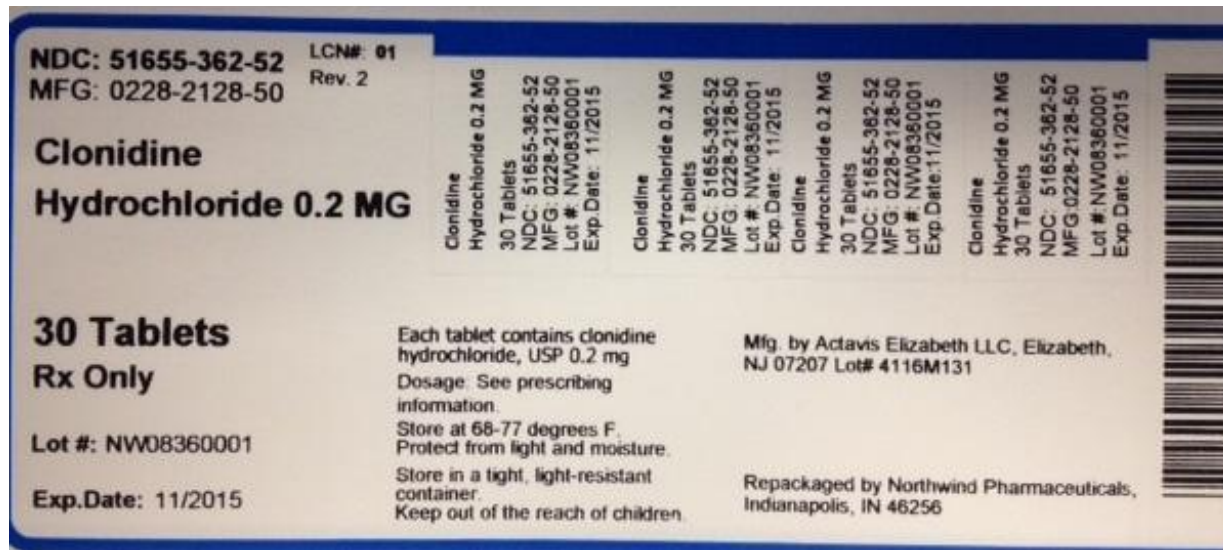 NDC: 51655-362-52
MFG: 0228-2128-50
LCN#: 01
Rev. 2
Clonidine
Hydrochloride 0.2 MG
Clonidine
Hydrochloride 0.2 MG
30 Tablets
NDC: 51655-362-52
MFG: 0228-2128-50
Lot #: NW08360001
Exp.Date: 11/2015
Clonidine
Hydrochloride 0.2 MG
30 Tablets
NDC: 51655-362-52
MFG: 0228-2128-50
Lot #: NW08360001
Exp.Date: 11/2015
Clonidine
Hydrochloride 0.2 MG
30 Tablets
NDC: 51655-362-52
MFG: 0228-2128-50
Lot #: NW08360001
Exp.Date:11/2015
Clonidine
Hydrochloride 0.2 MG
30 Tablets
NDC: 51655-362-52
MFG:0228-2128-50
Lot #: NW08360001
Exp.Date: 11/2015
30 Tablets
Rx Only
Lot #: NW08360001
Exp.Date: 11/2015
Each tablet contains clonidine
hydrochloride, USP 0.2 mg
Dosage: See prescribing
information.
Store at 68-77 degrees F.
Protect from light and moisture.
Store in a tight, light-resistant
container.
Keep out of the reach of children.
Mfg. by Actavis Elizabeth LLC, Elizabeth,
NJ 07207 Lot# 4116M131
Repackaged by Northwind Pharmaceuticals,
Indianapolis, IN 46256